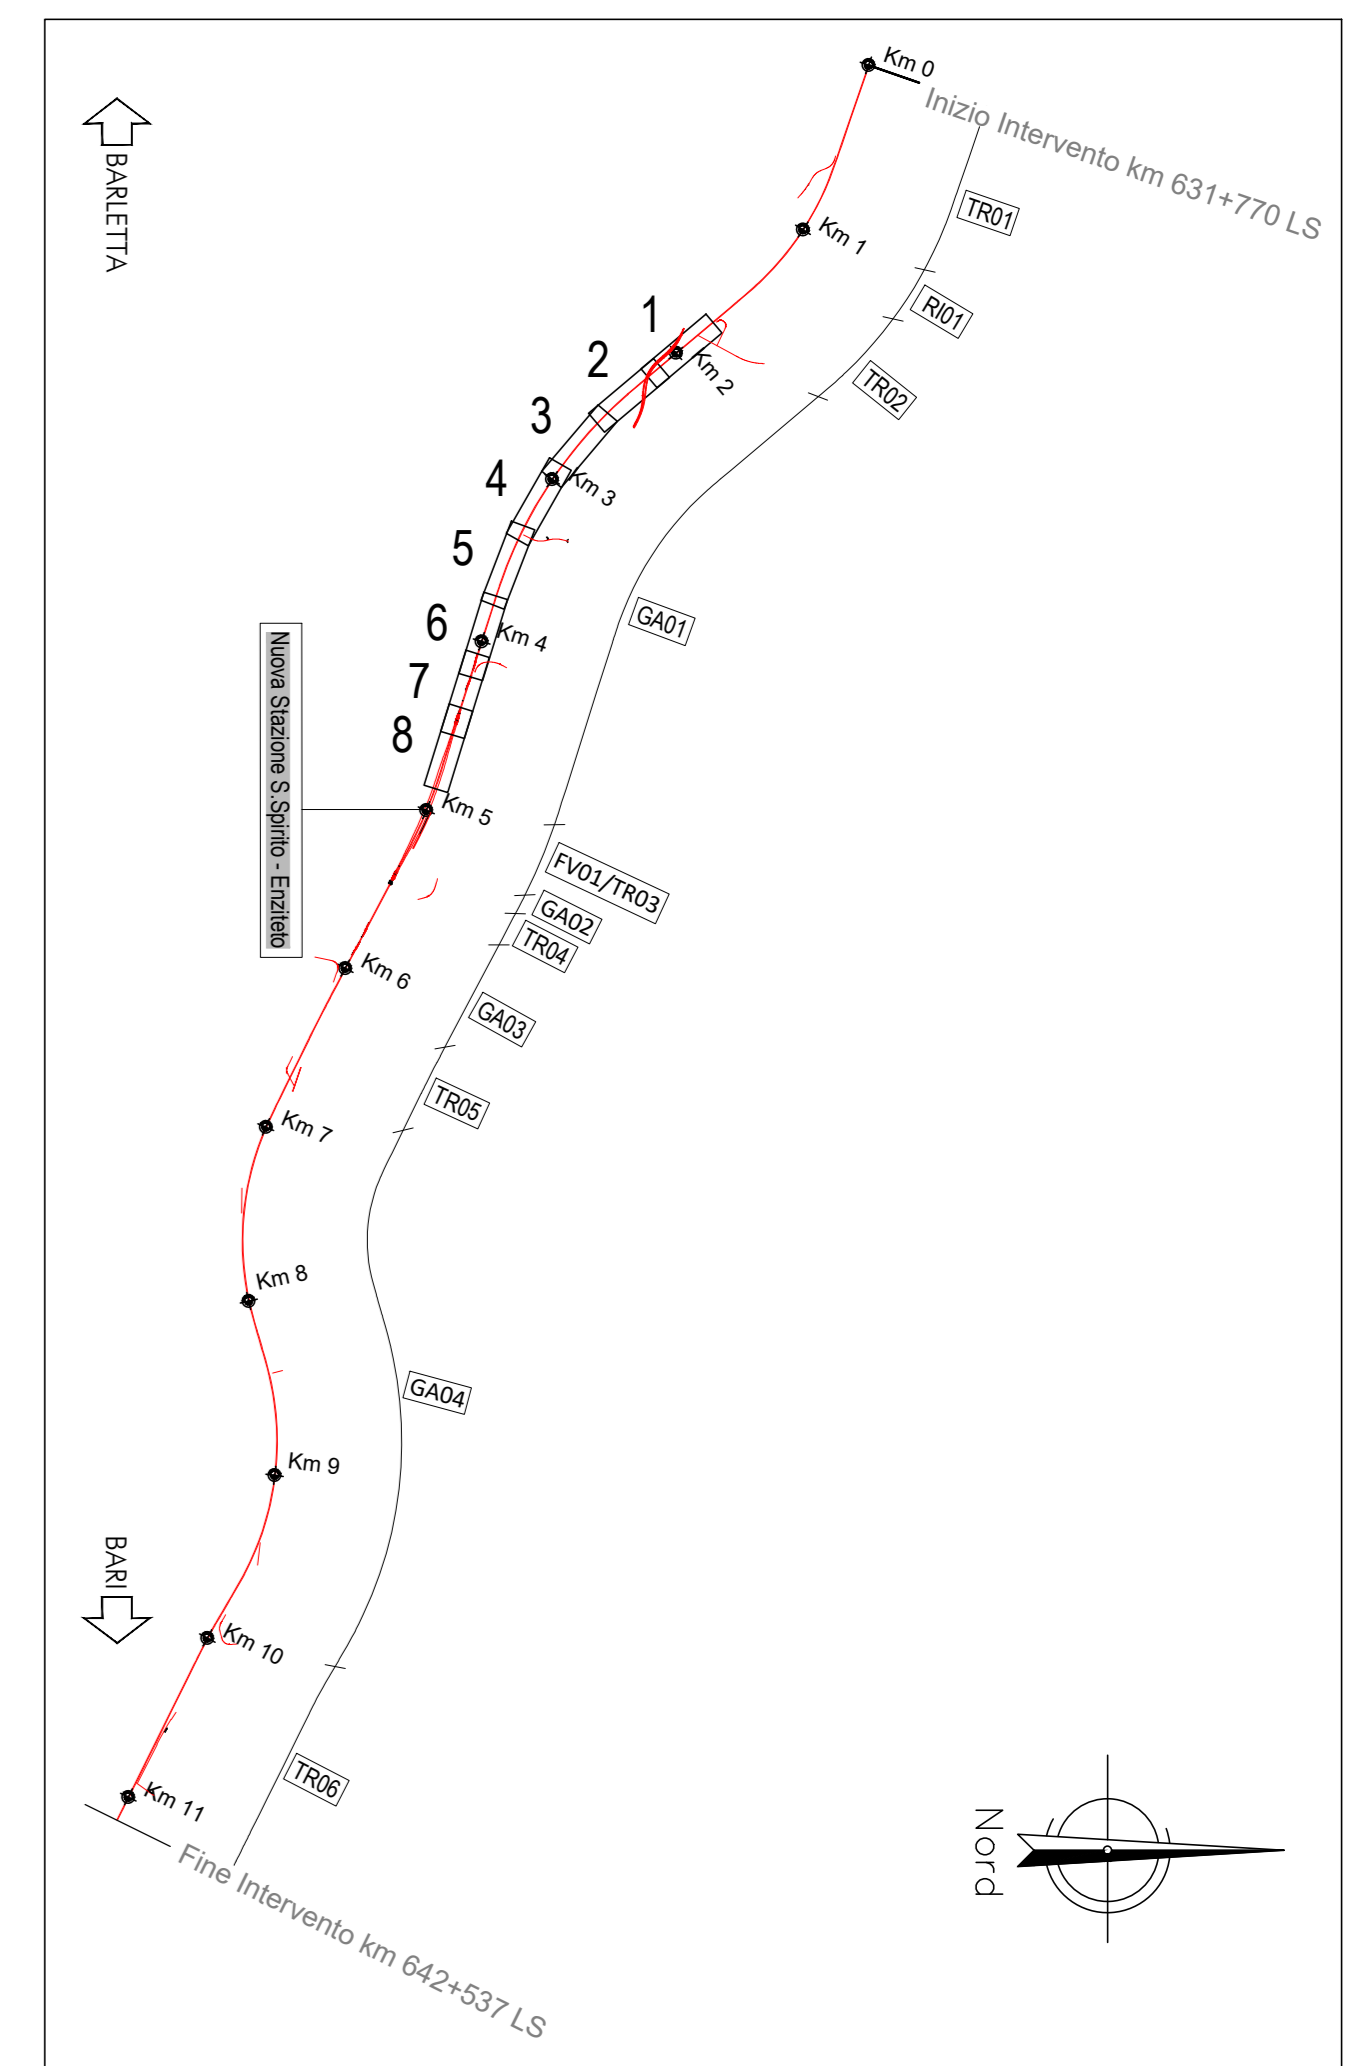 Km 0
Inizio Intervento km 631+770 LS
BARLETTA
TR01
Km 1
RI01
1
Km 2
2
TR02
3
4
Km 3
5
GA01
6
Km 4
Nuova Stazione S.Spirito - Enziteto
7
8
Km 5
FV01/TR03
GA02
TR04
Km 6
GA03
TR05
Km 7
Km 8
GA04
Km 9
BARI
Km 10
TR06
Km 11
Nord
Fine Intervento km 642+537 LS